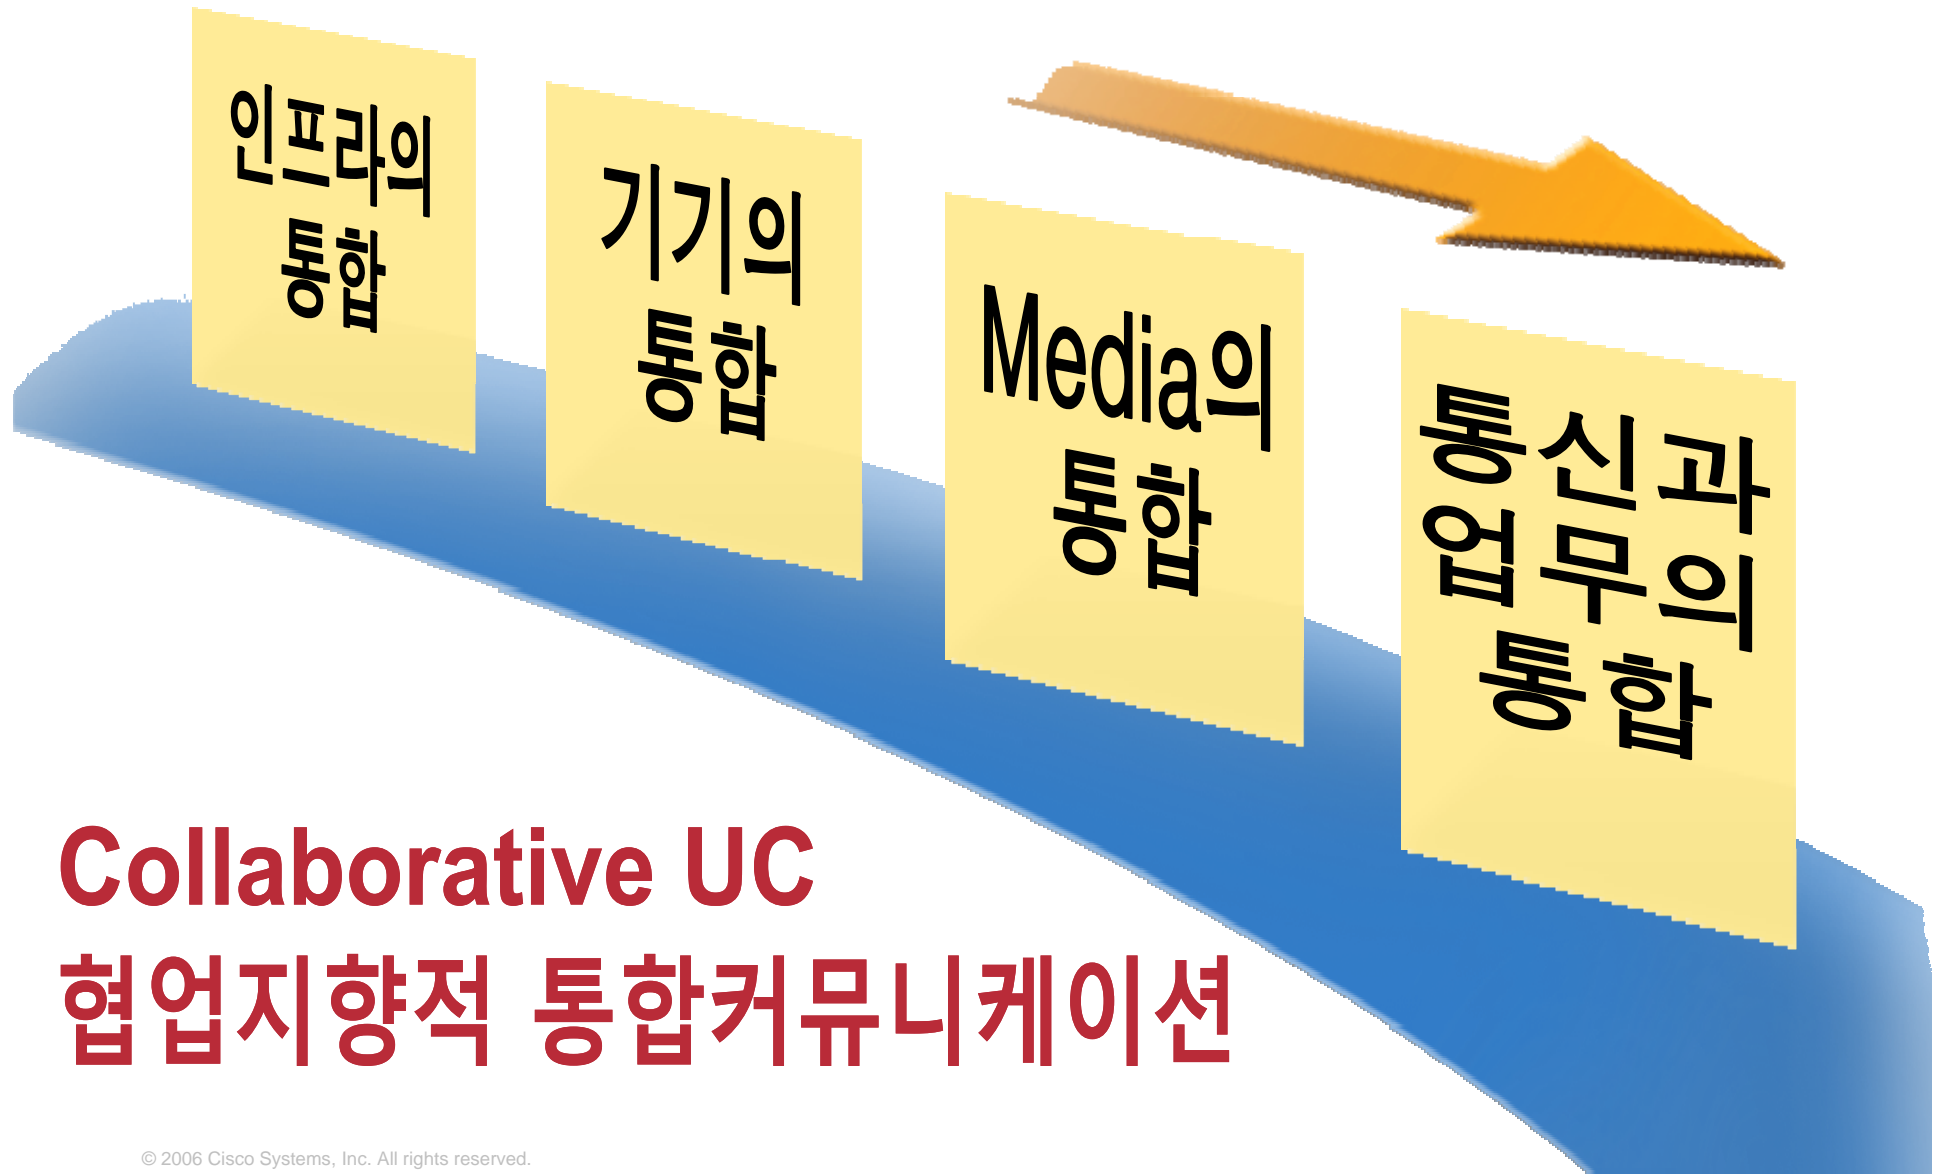 인프라의
통합
기기의
통합
Media의
통합
통신과
업무의
통합
Collaborative UC
협업지향적 통합커뮤니케이션
© 2006 Cisco Systems, Inc. All rights reserved.